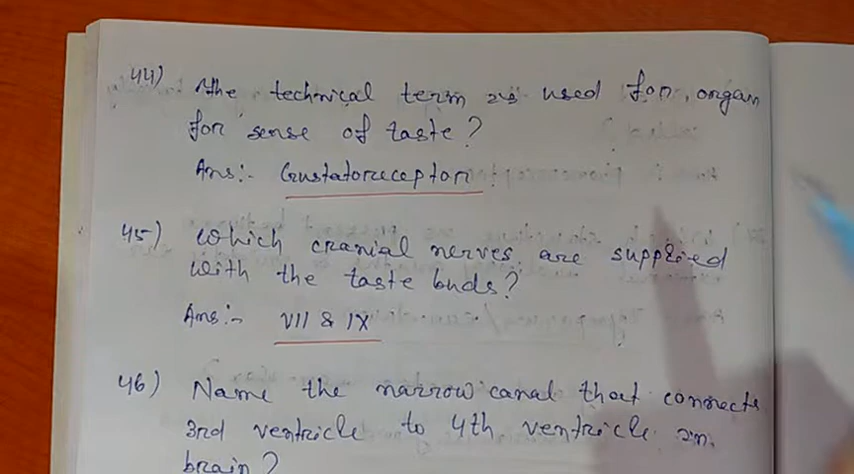 44) The technical term is used for organ
for sense of taste?
Ans:- Gustatoreceptor.
45) Which cranial nerves are supplied
with the taste buds?
Ans:- VII & IX
46) Name the narrow canal that connects
3rd ventricle to 4th ventricle in
brain?